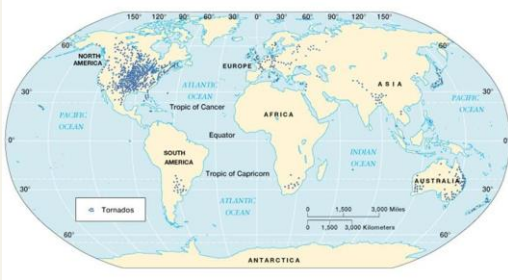 150° 120° 90° 60° 30° 0° 30° 60° 90° 120° 150°
60° 60°
NORTH
AMERICA
EUROPE
ASIA
ATLANTIC
OCEAN
30° 30°
Tropic of Cancer
PACIFIC
OCEAN
AFRICA
PACIFIC
OCEAN
Equator
0° 0°
SOUTH
AMERICA
INDIAN
OCEAN
Tropic of Capricorn
AUSTRALIA
30° 30°
ATLANTIC
OCEAN
Tornados
0 1,500 3,000 Miles
0 1,500 3,000 Kilometers
60° 60°
ANTARCTICA